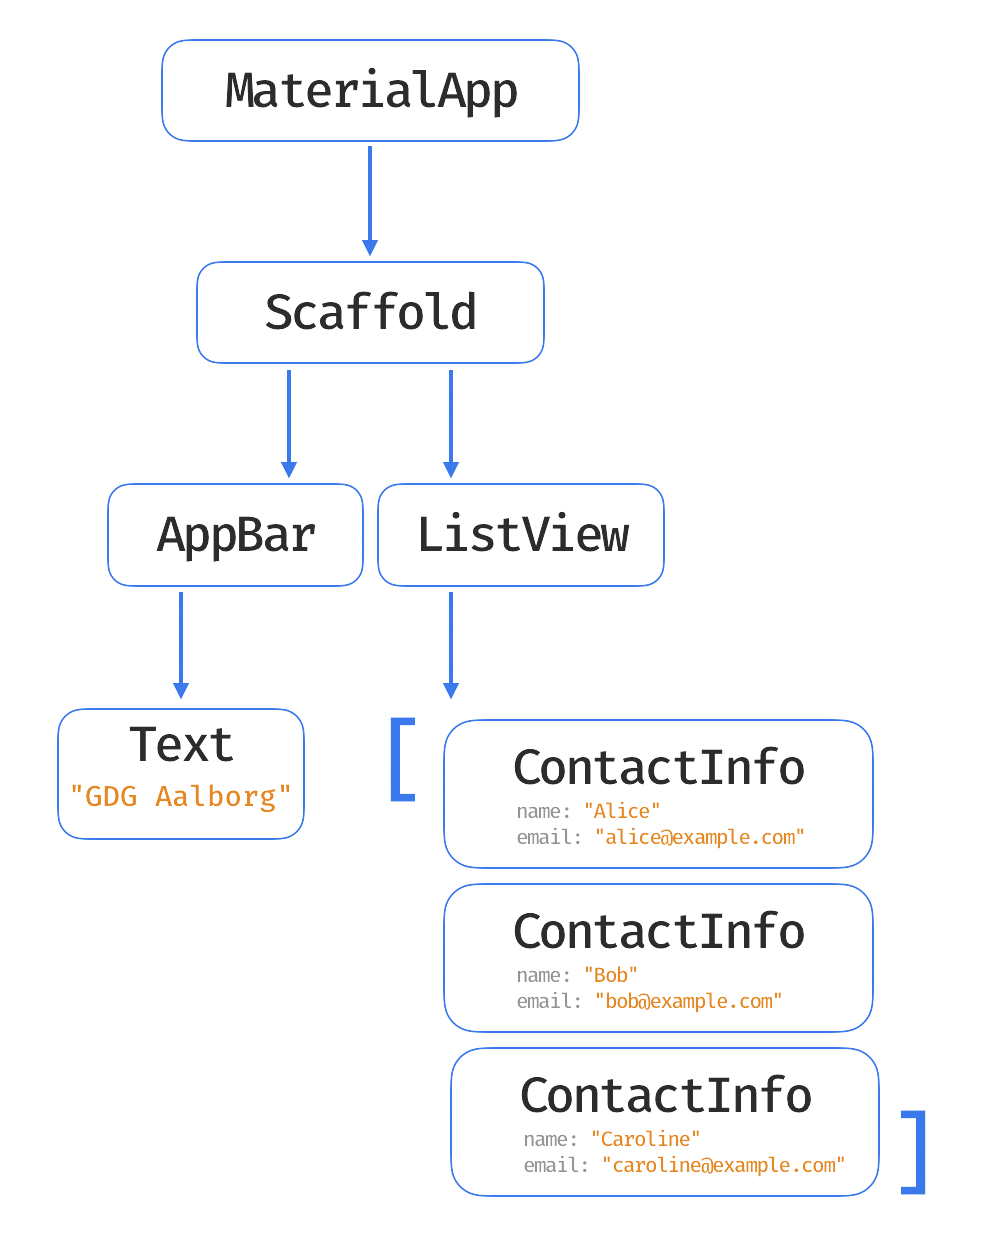 MaterialApp
Scaffold
AppBar
ListView
Text
"GDG Aalborg"
[
ContactInfo
name: "Alice"
email: "alice@example.com"
ContactInfo
name: "Bob"
email: "bob@example.com"
ContactInfo
name: "Caroline"
email: "caroline@example.com"
]